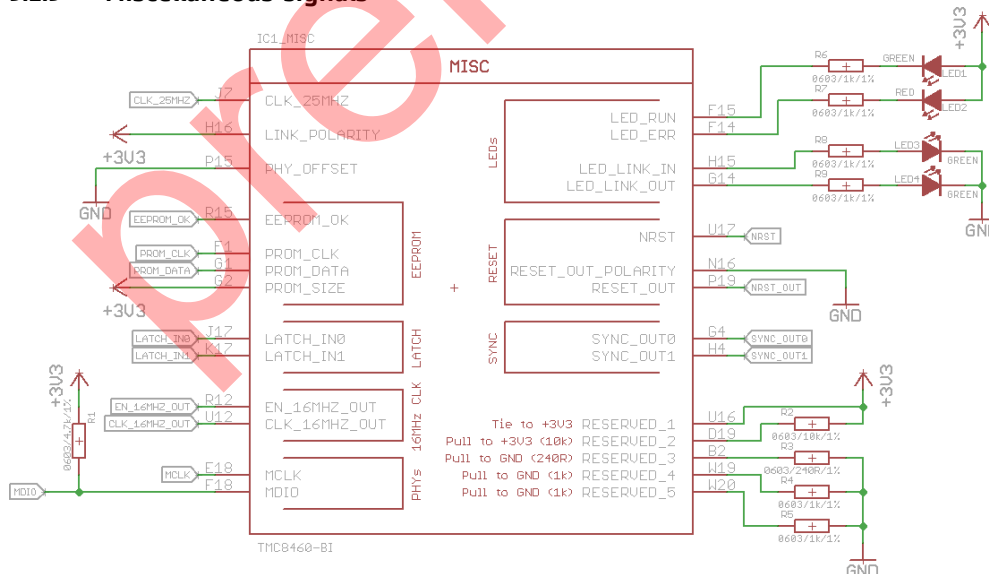 Miscellaneous Signals
IC1_MISC
MISC
CLK_25MHZ J7 CLK_25MHZ
H16 LINK_POLARITY
+3V3
P15 PHY_OFFSET
GND
EEPROM_OK R15 EEPROM_OK
PROM_CLK F1 PROM_CLK
PROM_DATA G1 PROM_DATA
G2 PROM_SIZE
+3V3
EEPROM
LATCH_IN0 J17 LATCH_IN0
LATCH_IN1 K17 LATCH_IN1
LATCH
EN_16MHZ_OUT R12 EN_16MHZ_OUT
CLK_16MHZ_OUT U12 CLK_16MHZ_OUT
16MHz CLK
+3V3
R1
0603/4,7k/1%
MCLK E18 MCLK
MDIO F18 MDIO
PHYs
LEDs
LED_RUN F15
LED_ERR F14
LED_LINK_IN H15
LED_LINK_OUT G14
R6
0603/1k/1%
GREEN
LED1
R7
0603/1k/1%
RED
LED2
+3V3
R8
0603/1k/1%
LED3
GREEN
R9
0603/1k/1%
LED4
GREEN
GND
RESET
NRST U17 NRST
RESET_OUT_POLARITY N16
RESET_OUT P19 NRST_OUT
GND
SYNC
SYNC_OUT0 G4 SYNC_OUT0
SYNC_OUT1 H4 SYNC_OUT1
Tie to +3V3 RESERVED_1 U16
Pull to +3V3 (10k) RESERVED_2 D19
Pull to GND (240R) RESERVED_3 B2
Pull to GND (1k) RESERVED_4 W19
Pull to GND (1k) RESERVED_5 W20
+3V3
R2
0603/10k/1%
R3
0603/240R/1%
R4
0603/1k/1%
R5
0603/1k/1%
GND
TMC8460-BI